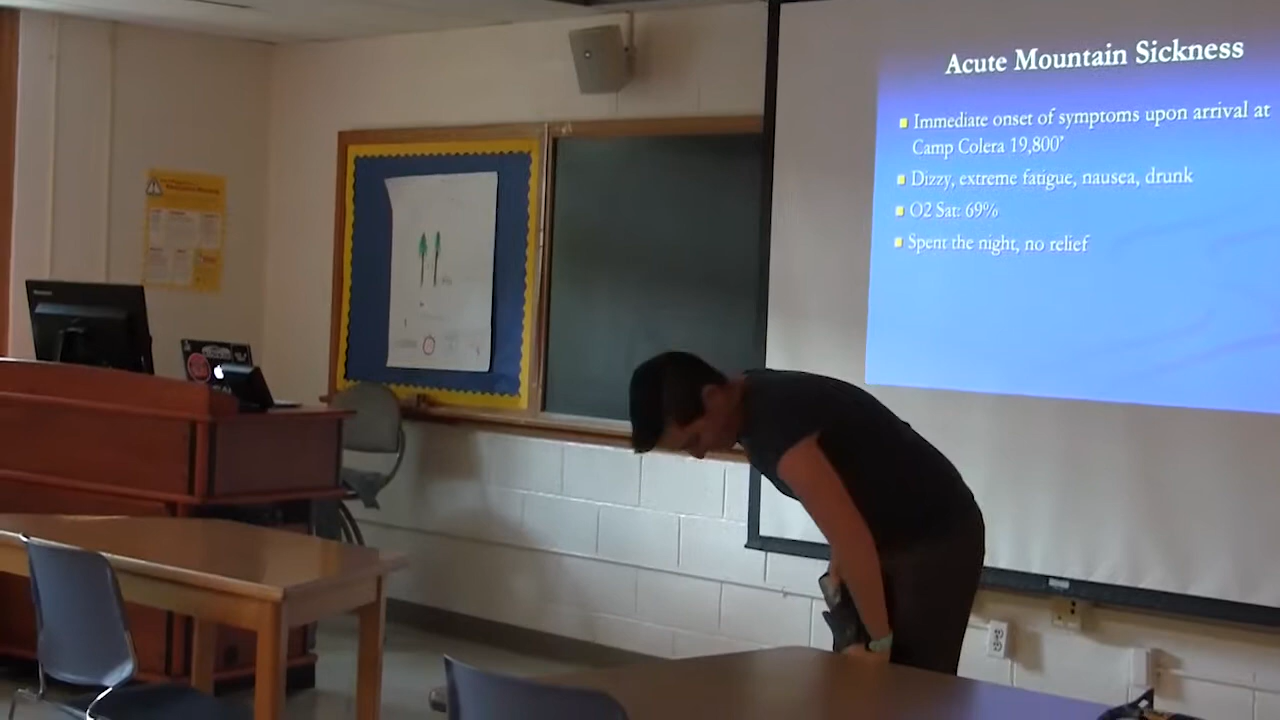 Acute Mountain Sickness
Immediate onset of symptoms upon arrival at
Camp Colera 19,800’
Dizzy, extreme fatigue, nausea, drunk
O2 Sat: 69%
Spent the night, no relief